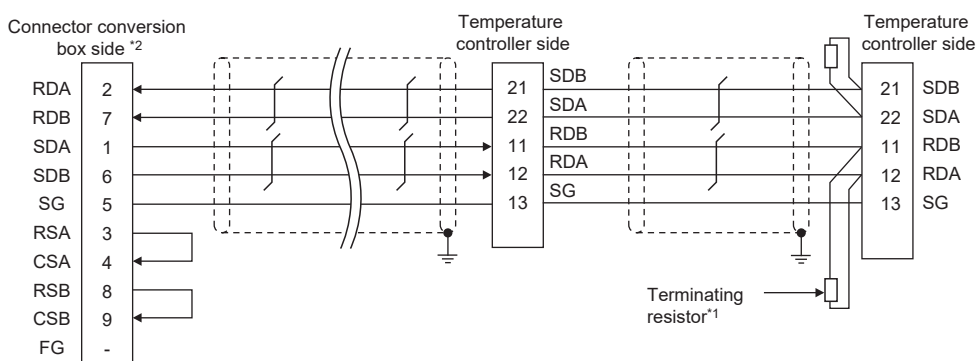 Connector conversion
box side *2
RDA 2
RDB 7
SDA 1
SDB 6
SG 5
RSA 3
CSA 4
RSB 8
CSB 9
FG -
Temperature
controller side
21 SDB
22 SDA
11 RDB
12 RDA
13 SG
Temperature
controller side
21 SDB
22 SDA
11 RDB
12 RDA
13 SG
Terminating
resistor*1